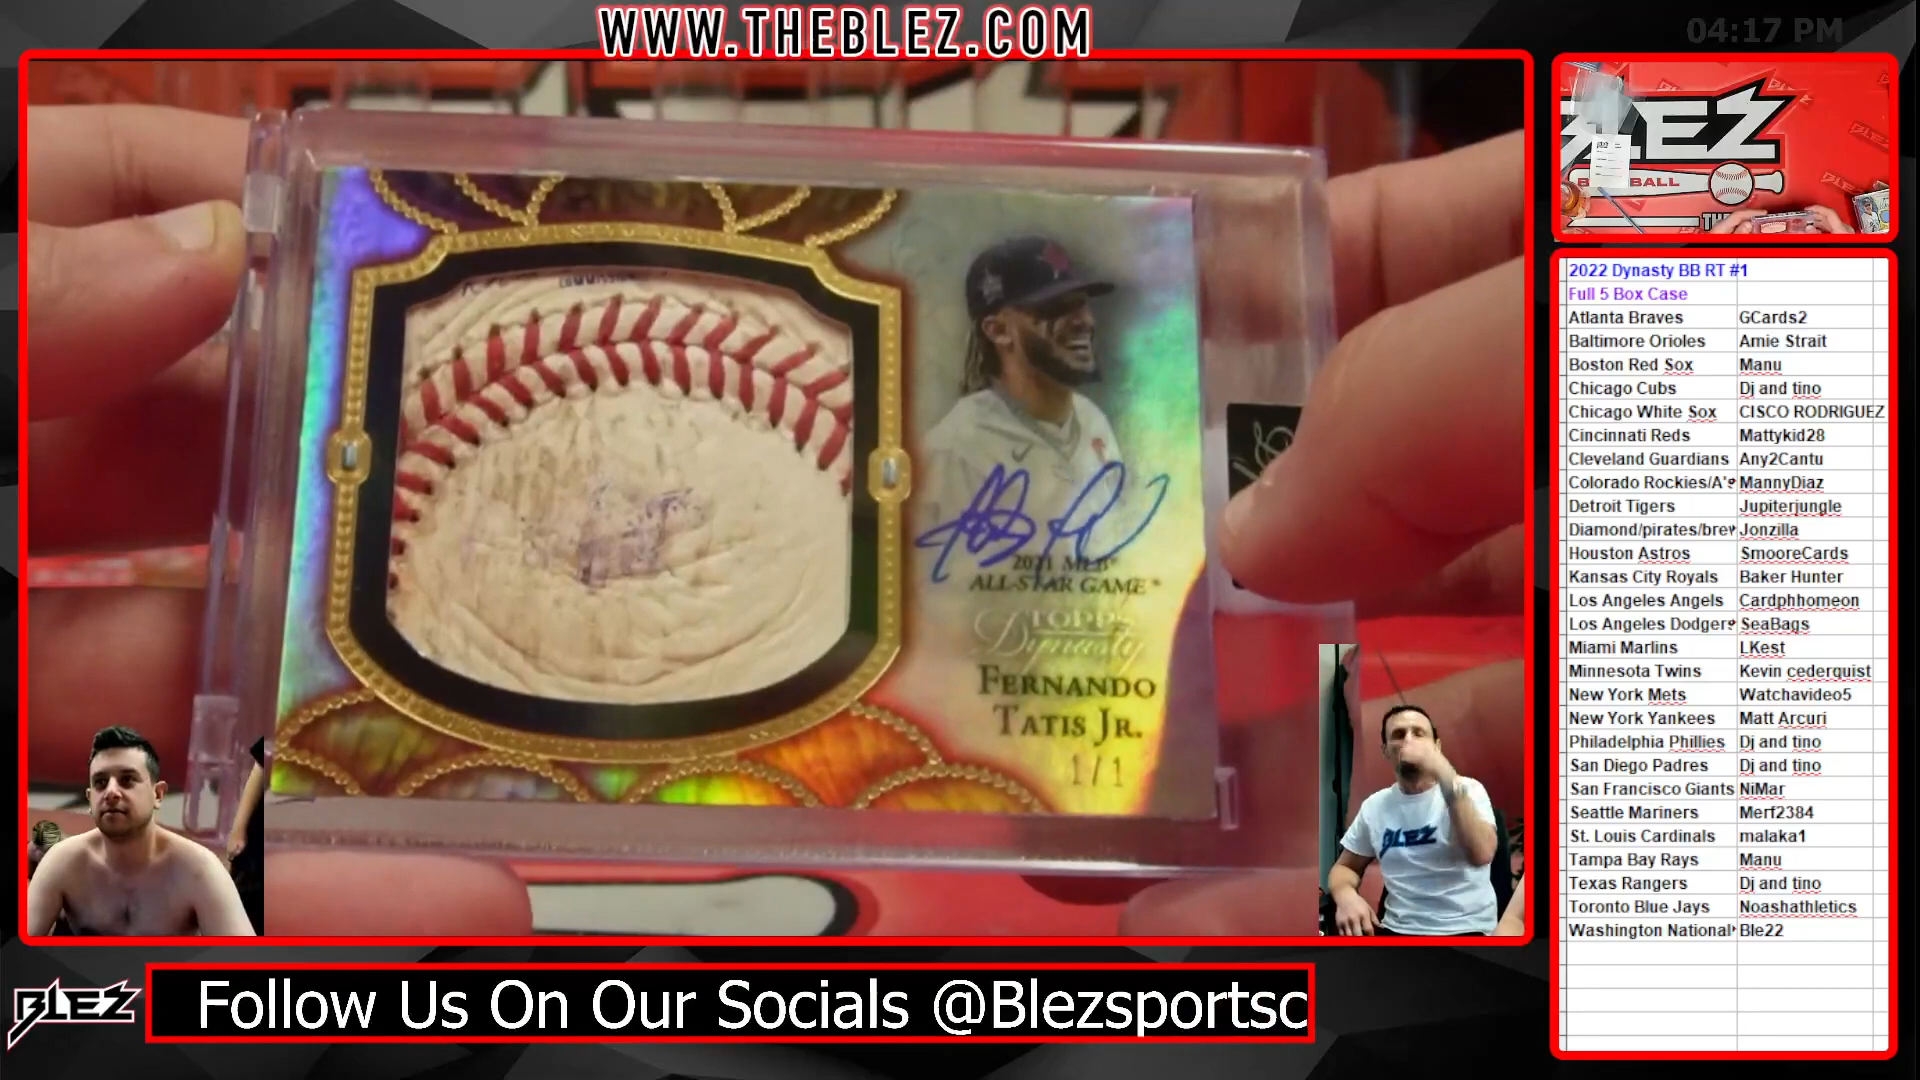 WWW.THEBLEZ.COM
04:17 PM
2021 MLB
ALL-STAR GAME
TOPPS
Dynasty
FERNANDO
TATIS JR.
1/1
BLEZ
BLEZ
2022 Dynasty BB RT #1
Full 5 Box Case
Atlanta Braves GCards2
Baltimore Orioles Amie Strait
Boston Red Sox Manu
Chicago Cubs Dj and tino
Chicago White Sox CISCO RODRIGUEZ
Cincinnati Reds Mattykid28
Cleveland Guardians Any2Cantu
Colorado Rockies/A's MannyDiaz
Detroit Tigers Jupiterjungle
Diamond/pirates/brew Jonzilla
Houston Astros SmooreCards
Kansas City Royals Baker Hunter
Los Angeles Angels Cardphhomeon
Los Angeles Dodgers SeaBags
Miami Marlins LKest
Minnesota Twins Kevin cederquist
New York Mets Watchavideo5
New York Yankees Matt Arcuri
Philadelphia Phillies Dj and tino
San Diego Padres Dj and tino
San Francisco Giants NiMar
Seattle Mariners Merf2384
St. Louis Cardinals malaka1
Tampa Bay Rays Manu
Texas Rangers Dj and tino
Toronto Blue Jays Noashathletics
Washington National Ble22
BLEZ
Follow Us On Our Socials @Blezsportsc